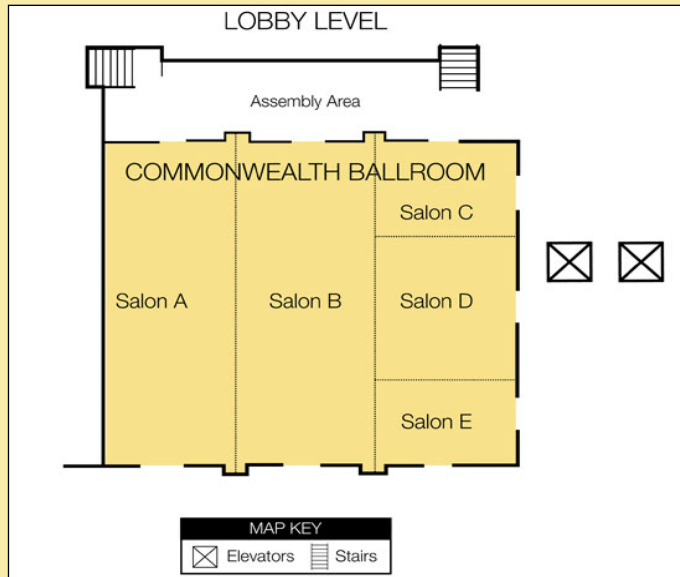 LOBBY LEVEL
Assembly Area
COMMONWEALTH BALLROOM
Salon C
Salon A
Salon B
Salon D
Salon E
MAP KEY
Elevators
Stairs